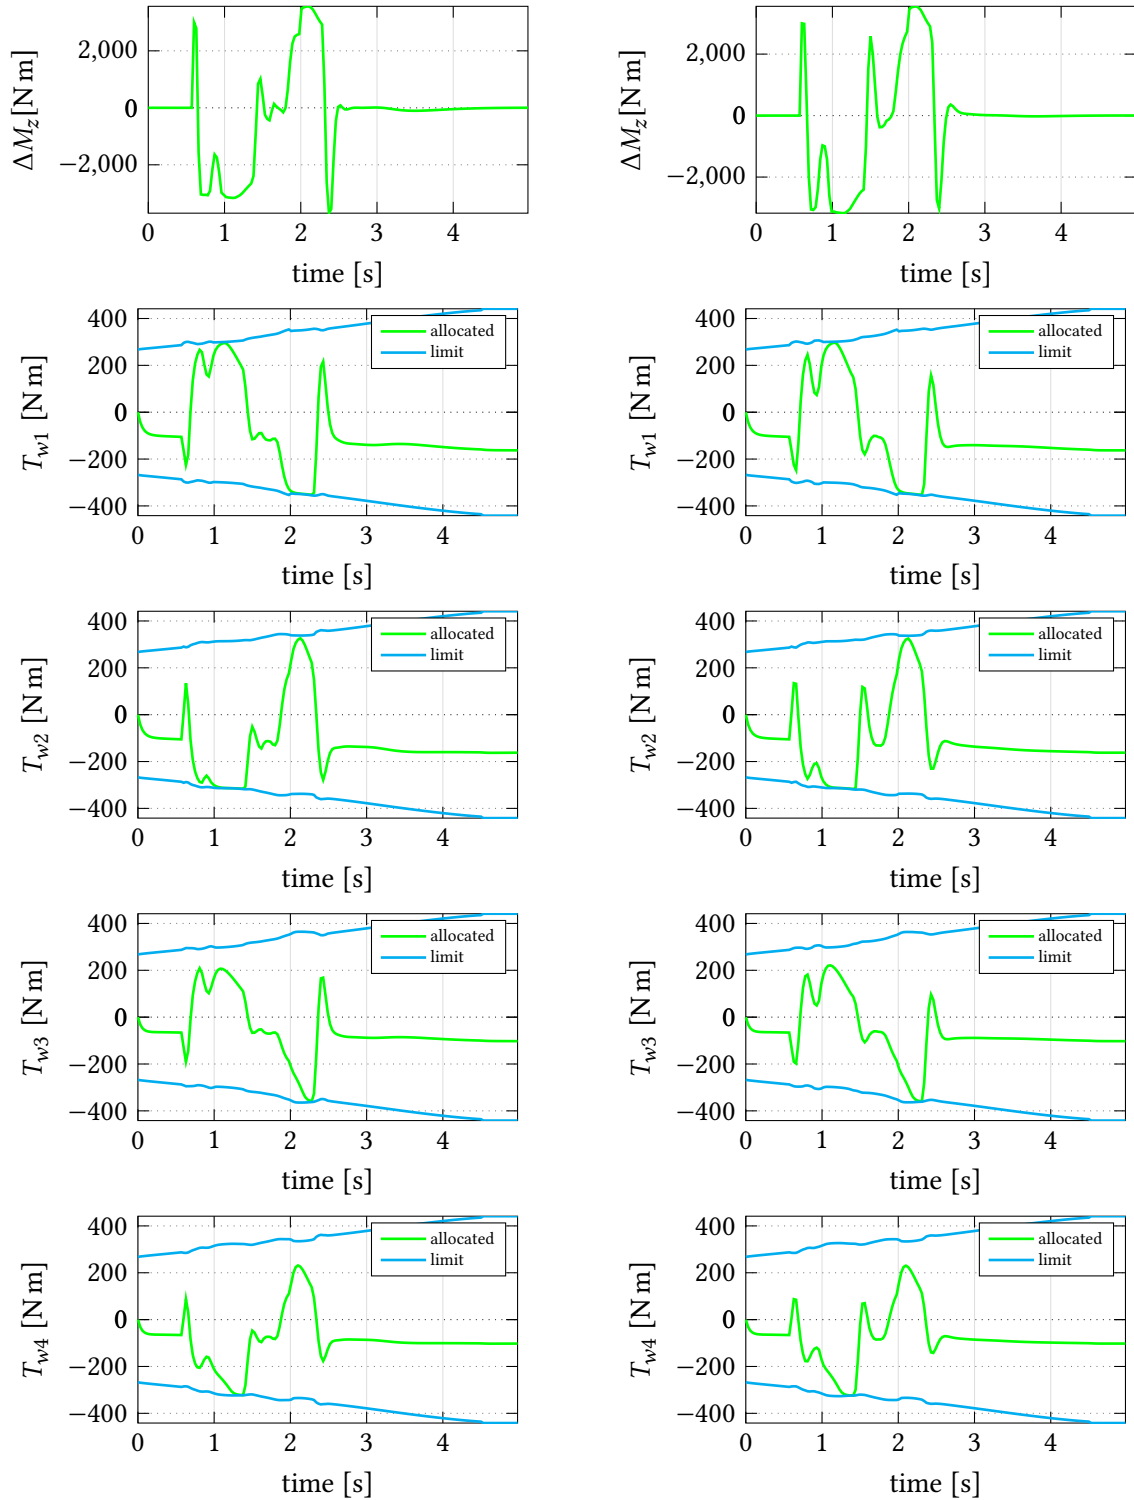 2,000
0
−2,000
ΔM_z[N m]
0 1 2 3 4
time [s]
2,000
0
−2,000
ΔM_z[N m]
0 1 2 3 4
time [s]
400
200
0
−200
−400
T_w1 [N m]
allocated
limit
0 1 2 3 4
time [s]
400
200
0
−200
−400
T_w1 [N m]
allocated
limit
0 1 2 3 4
time [s]
400
200
0
−200
−400
T_w2 [N m]
allocated
limit
0 1 2 3 4
time [s]
400
200
0
−200
−400
T_w2 [N m]
allocated
limit
0 1 2 3 4
time [s]
400
200
0
−200
−400
T_w3 [N m]
allocated
limit
0 1 2 3 4
time [s]
400
200
0
−200
−400
T_w3 [N m]
allocated
limit
0 1 2 3 4
time [s]
400
200
0
−200
−400
T_w4 [N m]
allocated
limit
0 1 2 3 4
time [s]
400
200
0
−200
−400
T_w4 [N m]
allocated
limit
0 1 2 3 4
time [s]